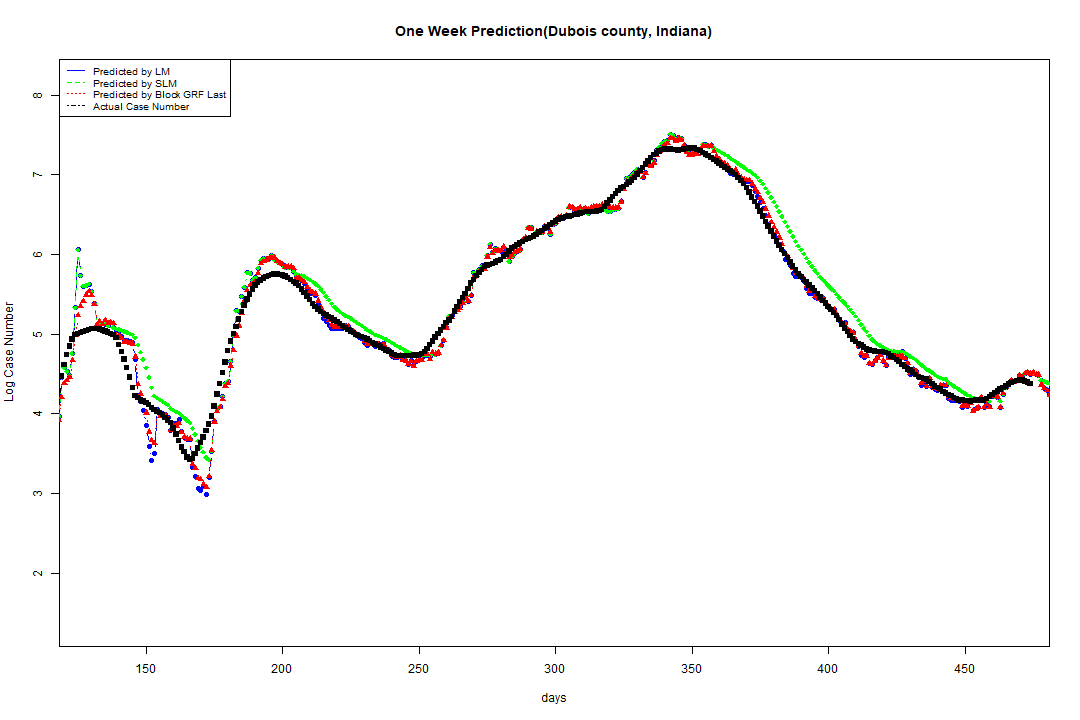 One Week Prediction(Dubois county, Indiana)
Predicted by LM
Predicted by SLM
Predicted by Block GRF Last
Actual Case Number
8
7
6
5
4
3
2
Log Case Number
150 200 250 300 350 400 450
days